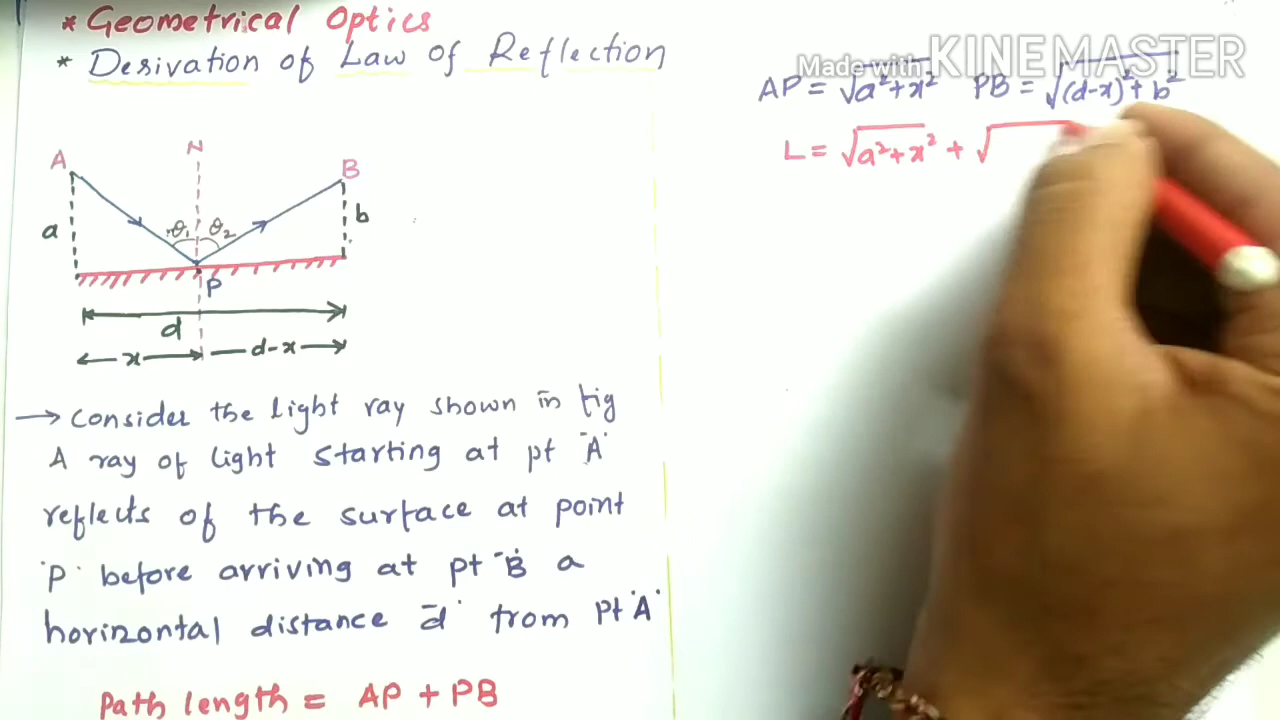 * Geometrical Optics
* Desivation of Law of Reflection
A
N
B
a
θ1
θ2
b
P
d
x
d-x
→ Consider the light ray shown in fig
A ray of light starting at pt 'A'
reflects of the surface at point
'P' before arriving at pt 'B' a
horizontal distance 'd' from pt 'A'
Path length = AP + PB
Made with KINEMASTER
AP = √a²+x² PB = √(d-x)²+b²
L = √a²+x² + √